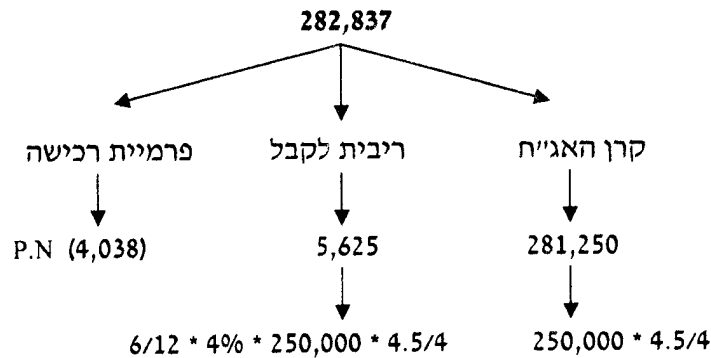 282,837
קרן האג״ח
ריבית לקבל
פרמיית רכישה
281,250
5,625
P.N (4,038)
250,000 * 4.5/4
6/12 * 4% * 250,000 * 4.5/4